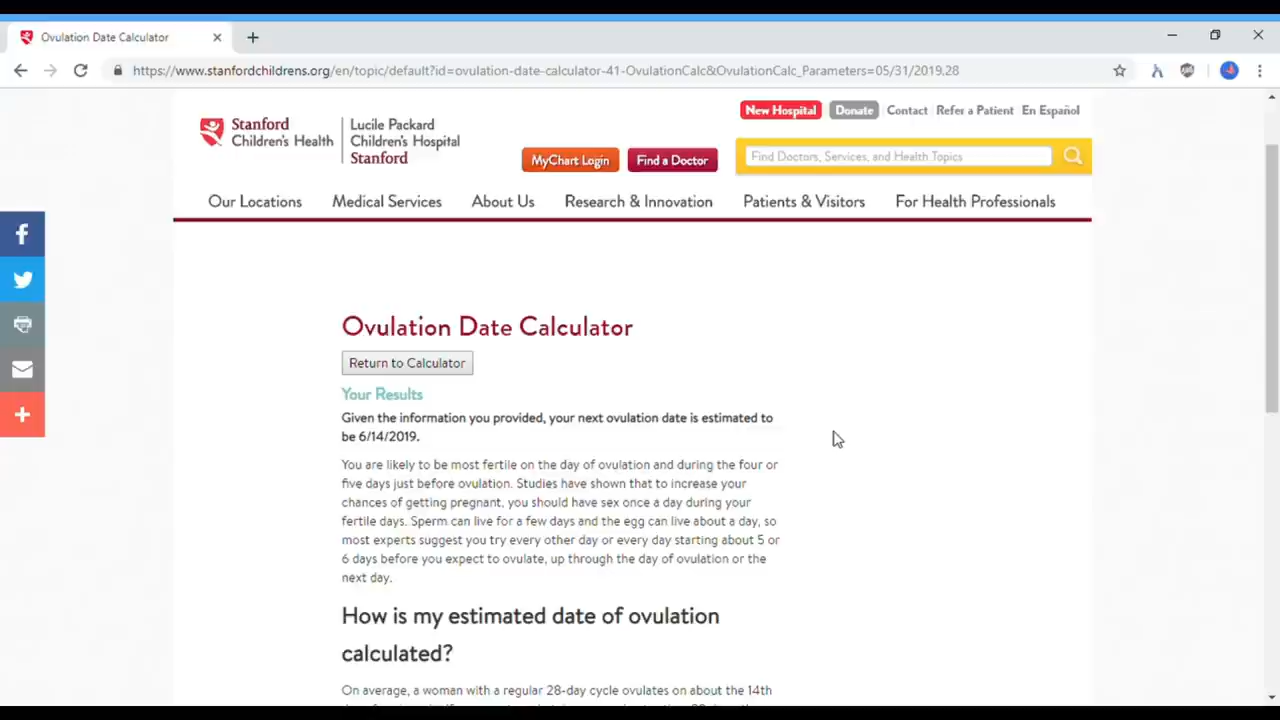 Ovulation Date Calculator
https://www.stanfordchildrens.org/en/topic/default?id=ovulation-date-calculator-41-OvulationCalc&OvulationCalc_Parameters=05/31/2019.28
New Hospital Donate Contact Refer a Patient En Español
Stanford
Children's Health
Lucile Packard
Children's Hospital
Stanford
MyChart Login Find a Doctor Find Doctors, Services, and Health Topics
Our Locations Medical Services About Us Research & Innovation Patients & Visitors For Health Professionals
Ovulation Date Calculator
Return to Calculator
Your Results
Given the information you provided, your next ovulation date is estimated to
be 6/14/2019.
You are likely to be most fertile on the day of ovulation and during the four or
five days just before ovulation. Studies have shown that to increase your
chances of getting pregnant, you should have sex once a day during your
fertile days. Sperm can live for a few days and the egg can live about a day, so
most experts suggest you try every other day or every day starting about 5 or
6 days before you expect to ovulate, up through the day of ovulation or the
next day.
How is my estimated date of ovulation
calculated?
On average, a woman with a regular 28-day cycle ovulates on about the 14th